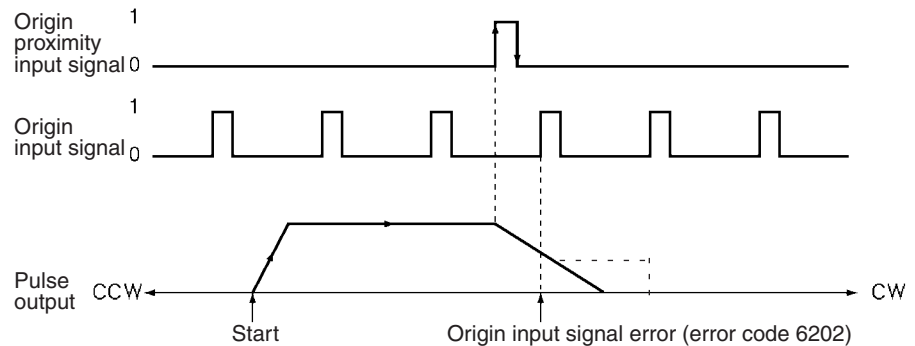 Origin
proximity
input signal
1
0
Origin
input signal
1
0
Pulse
output
CCW
CW
Start
Origin input signal error (error code 6202)